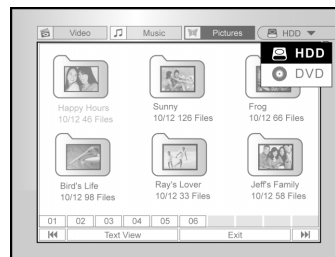 Video Music Pictures HDD
HDD
DVD
Happy Hours Sunny Frog
10/12 46 Files 10/12 126 Files 10/12 66 Files
Bird's Life Ray's Lover Jeff's Family
10/12 98 Files 10/12 33 Files 10/12 58 Files
01 02 03 04 05 06
Text View Exit